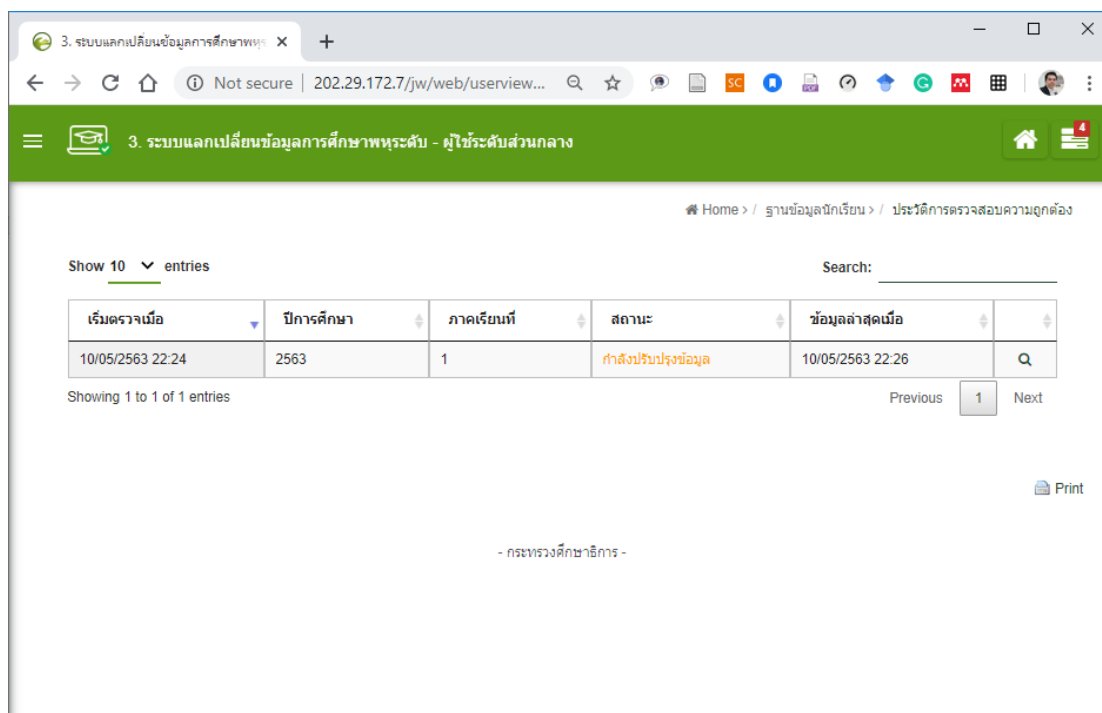 3. ระบบแลกเปลี่ยนข้อมูลการศึกษาพหุร
Not secure | 202.29.172.7/jw/web/userview...
3. ระบบแลกเปลี่ยนข้อมูลการศึกษาพหุระดับ - ผู้ใช้ระดับส่วนกลาง
4
Home > / ฐานข้อมูลนักเรียน > / ประวัติการตรวจสอบความถูกต้อง
Show 10 entries Search:
เริ่มตรวจเมื่อ ปีการศึกษา ภาคเรียนที่ สถานะ ข้อมูลล่าสุดเมื่อ
10/05/2563 22:24 2563 1 กำลังปรับปรุงข้อมูล 10/05/2563 22:26
Showing 1 to 1 of 1 entries Previous 1 Next
Print
- กระทรวงศึกษาธิการ -